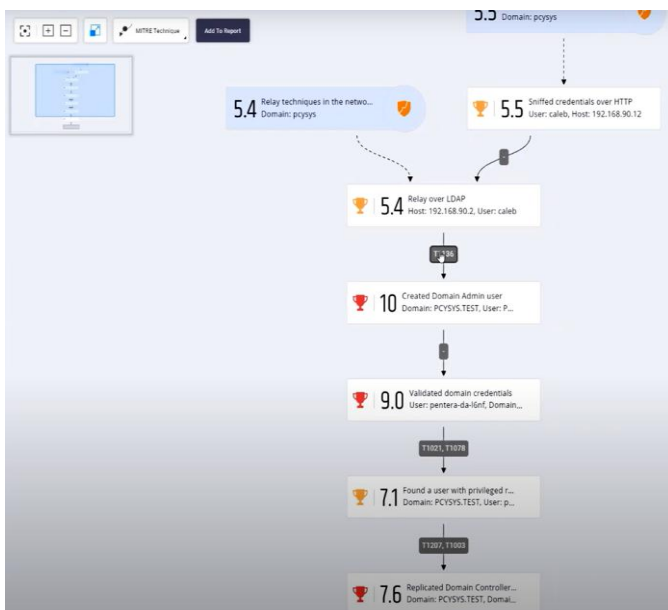 MITRE Technique
Add To Report
5.5
Domain: pcysys
5.4
Relay techniques in the netwo...
Domain: pcysys
5.5
Sniffed credentials over HTTP
User: caleb, Host: 192.168.90.12
-
5.4
Relay over LDAP
Host: 192.168.90.2, User: caleb
10
Created Domain Admin user
Domain: PCYSYS.TEST, User: P...
-
9.0
Validated domain credentials
User: pentera-da-l6nf, Domain...
T1021, T1078
7.1
Found a user with privileged r...
Domain: PCYSYS.TEST, User: p...
T1207, T1003
7.6
Replicated Domain Controller...
Domain: PCYSYS.TEST, Domai...